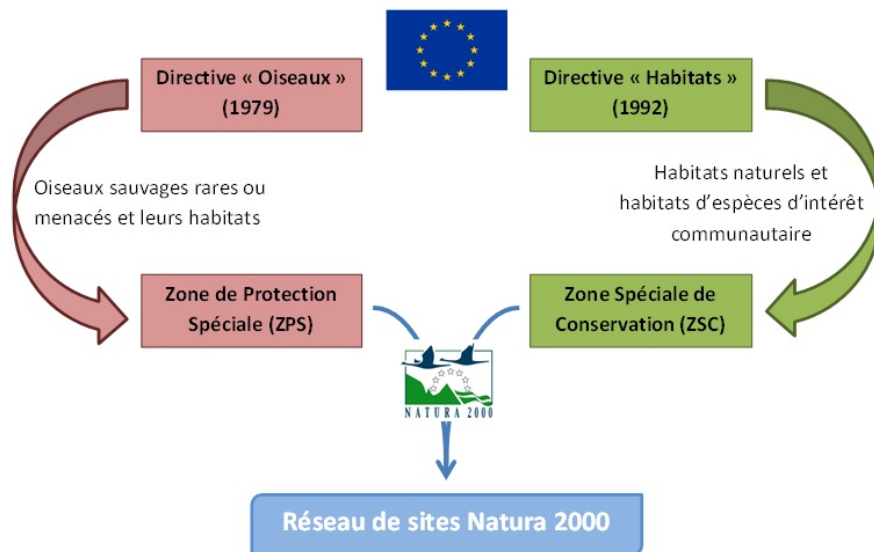 Directive « Oiseaux »
(1979)
Directive « Habitats »
(1992)
Oiseaux sauvages rares ou
menacés et leurs habitats
Habitats naturels et
habitats d’espèces d’intérêt
communautaire
Zone de Protection
Spéciale (ZPS)
Zone Spéciale de
Conservation (ZSC)
NATURA 2000
Réseau de sites Natura 2000